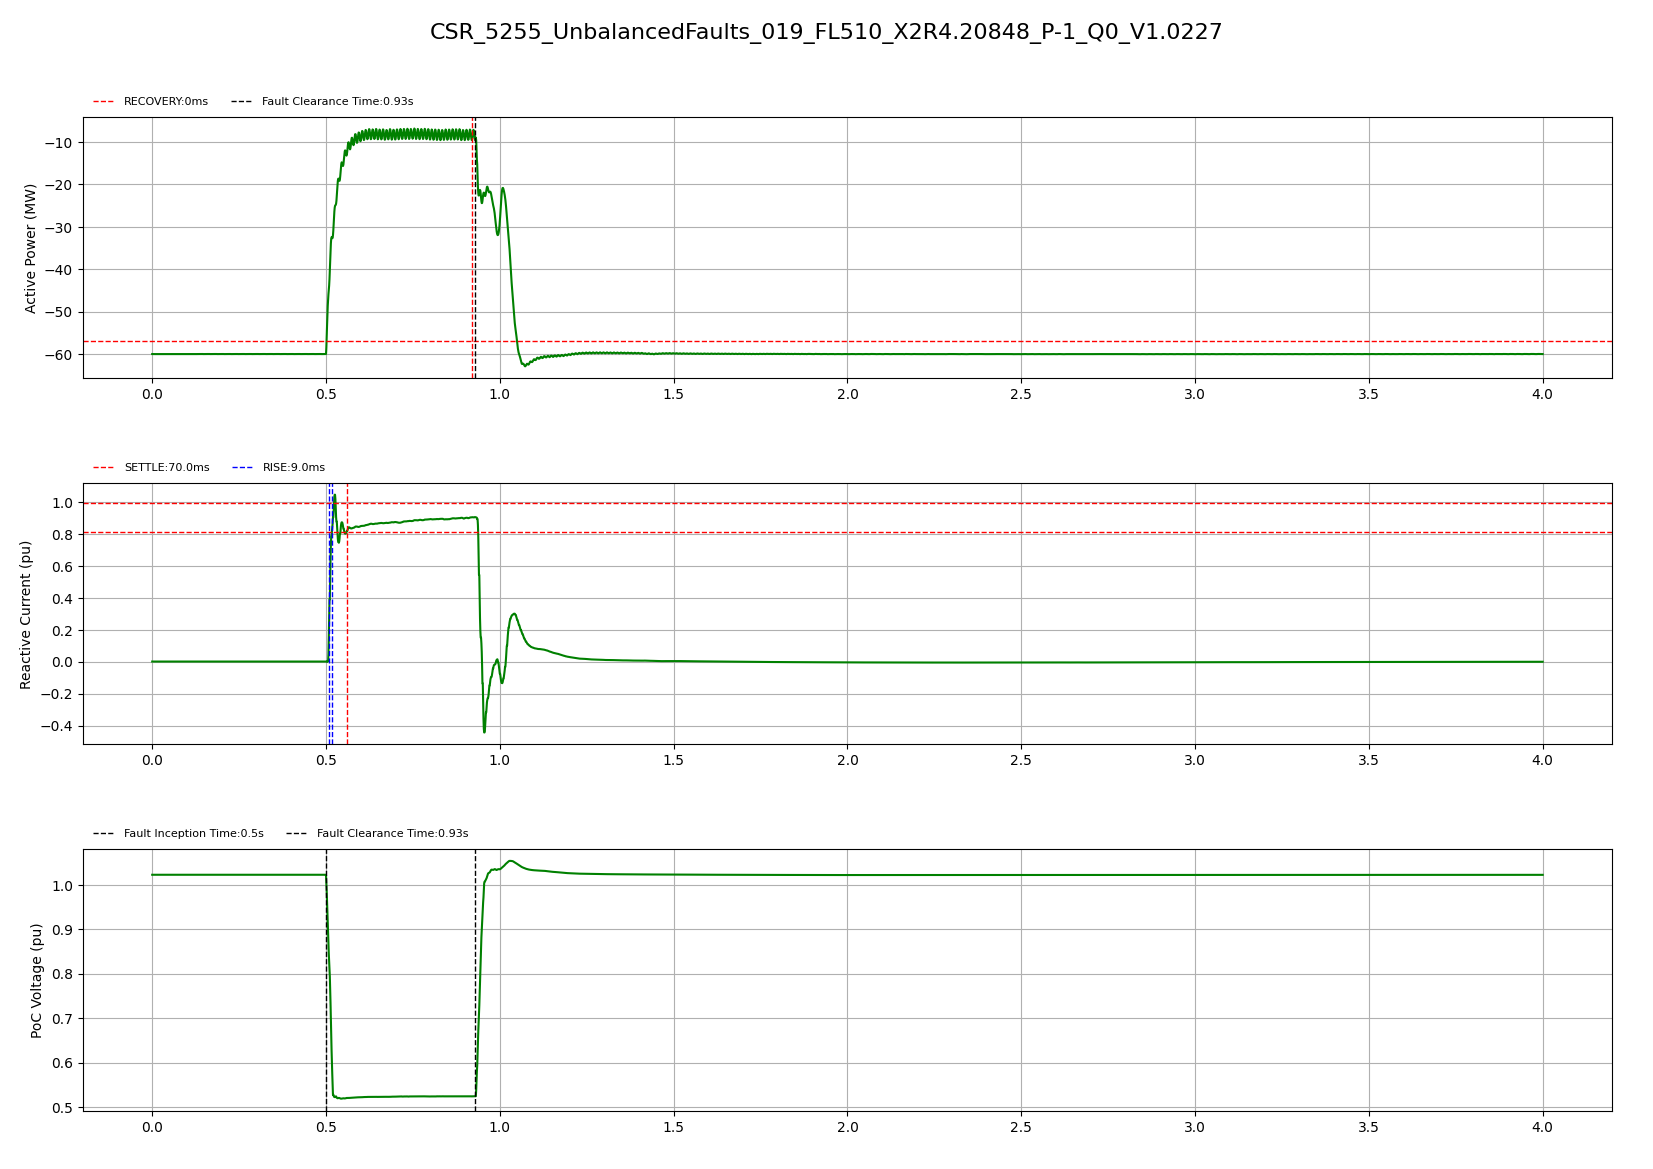 CSR_5255_UnbalancedFaults_019_FL510_X2R4.20848_P-1_Q0_V1.0227
RECOVERY:0ms Fault Clearance Time:0.93s
Active Power (MW)
−10
−20
−30
−40
−50
−60
0.0 0.5 1.0 1.5 2.0 2.5 3.0 3.5 4.0
SETTLE:70.0ms RISE:9.0ms
Reactive Current (pu)
1.0
0.8
0.6
0.4
0.2
0.0
−0.2
−0.4
0.0 0.5 1.0 1.5 2.0 2.5 3.0 3.5 4.0
Fault Inception Time:0.5s Fault Clearance Time:0.93s
PoC Voltage (pu)
1.0
0.9
0.8
0.7
0.6
0.5
0.0 0.5 1.0 1.5 2.0 2.5 3.0 3.5 4.0